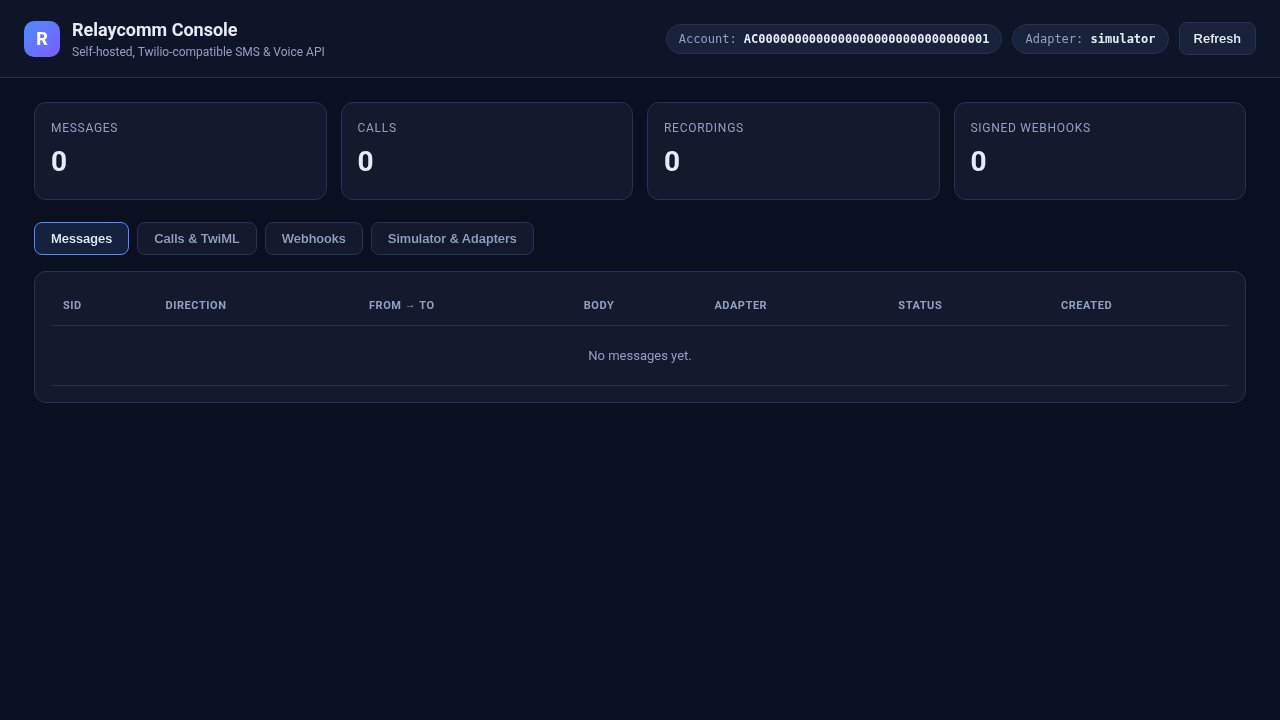 R
Relaycomm Console
Self-hosted, Twilio-compatible SMS & Voice API
Account: AC00000000000000000000000000000001
Adapter: simulator
Refresh
MESSAGES
0
CALLS
0
RECORDINGS
0
SIGNED WEBHOOKS
0
Messages
Calls & TwiML
Webhooks
Simulator & Adapters
SID DIRECTION FROM → TO BODY ADAPTER STATUS CREATED
No messages yet.